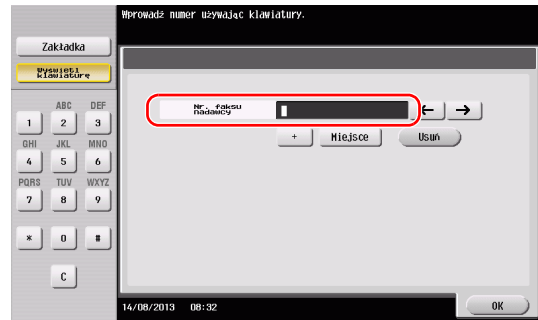 Wprowadź numer używając klawiatury.
Zakładka
Wyświetl
klawiaturę
ABC DEF
1 2 3
GHI JKL MNO
4 5 6
PQRS TUV WXYZ
7 8 9
* 0 #
C
Nr. faksu
nadawcy
← →
+ Miejsce Usuń
14/08/2013 08:32
OK